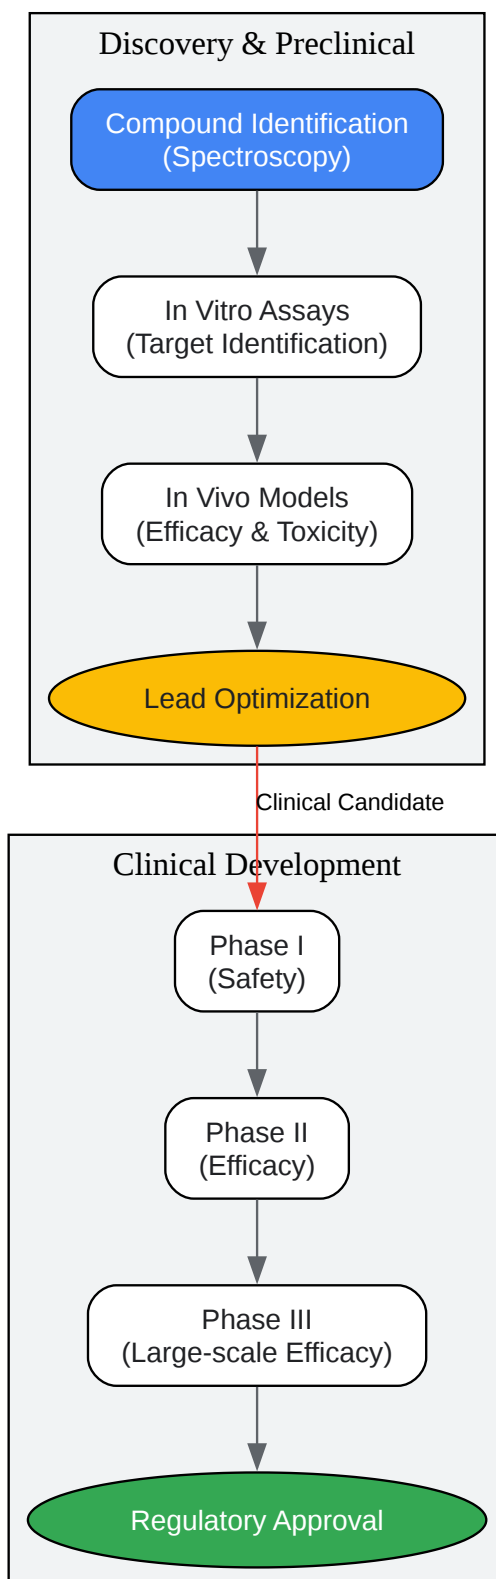 Discovery & Preclinical
Compound Identification
(Spectroscopy)
In Vitro Assays
(Target Identification)
In Vivo Models
(Efficacy & Toxicity)
Lead Optimization
Clinical Candidate
Clinical Development
Phase I
(Safety)
Phase II
(Efficacy)
Phase III
(Large-scale Efficacy)
Regulatory Approval